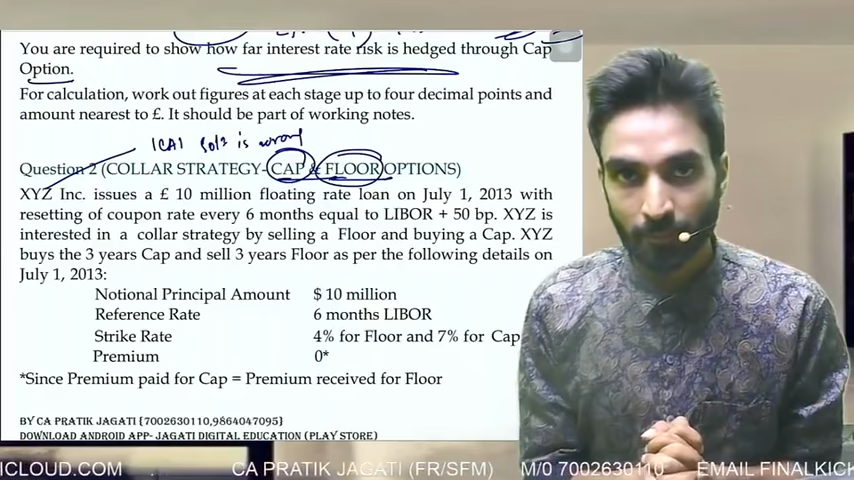 You are required to show how far interest rate risk is hedged through Cap
Option.
For calculation, work out figures at each stage up to four decimal points and
amount nearest to £. It should be part of working notes.
ICAI sol is wrong
Question 2 (COLLAR STRATEGY- CAP & FLOOR OPTIONS)
XYZ Inc. issues a £ 10 million floating rate loan on July 1, 2013 with
resetting of coupon rate every 6 months equal to LIBOR + 50 bp. XYZ is
interested in a collar strategy by selling a Floor and buying a Cap. XYZ
buys the 3 years Cap and sell 3 years Floor as per the following details on
July 1, 2013:
Notional Principal Amount $ 10 million
Reference Rate 6 months LIBOR
Strike Rate 4% for Floor and 7% for Cap
Premium 0*
*Since Premium paid for Cap = Premium received for Floor
BY CA PRATIK JAGATI {7002630110,9864047095}
DOWNLOAD ANDROID APP- JAGATI DIGITAL EDUCATION (PLAY STORE)
ICLOUD.COM CA PRATIK JAGATI (FR/SFM) M/0 7002630110 EMAIL FINALKICK